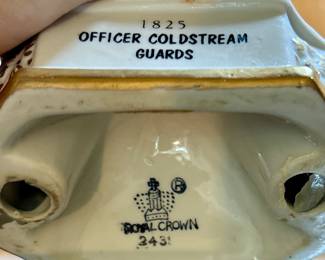 1825
OFFICER COLDSTREAM
GUARDS
®
ROYAL CROWN
3431